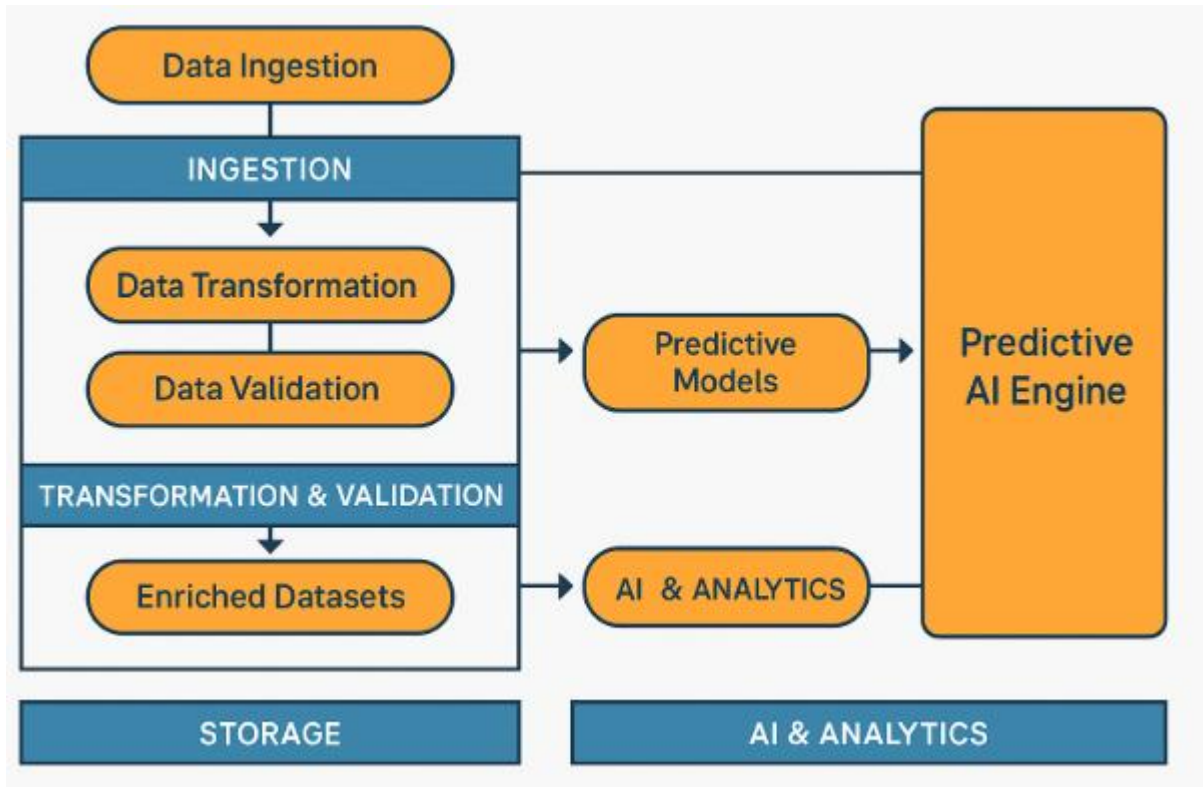 Data Ingestion
INGESTION
Data Transformation
Data Validation
TRANSFORMATION & VALIDATION
Enriched Datasets
STORAGE
Predictive
Models
AI & ANALYTICS
Predictive
AI Engine
AI & ANALYTICS